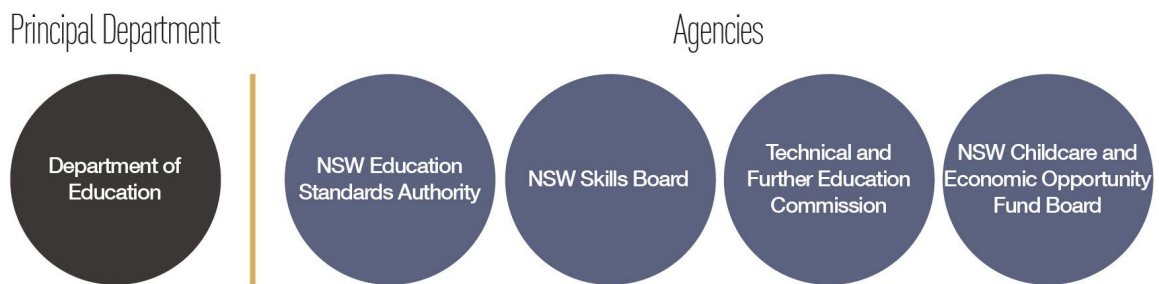 Principal Department
Agencies
Department of
Education
NSW Education
Standards Authority
NSW Skills Board
Technical and
Further Education
Commission
NSW Childcare and
Economic Opportunity
Fund Board